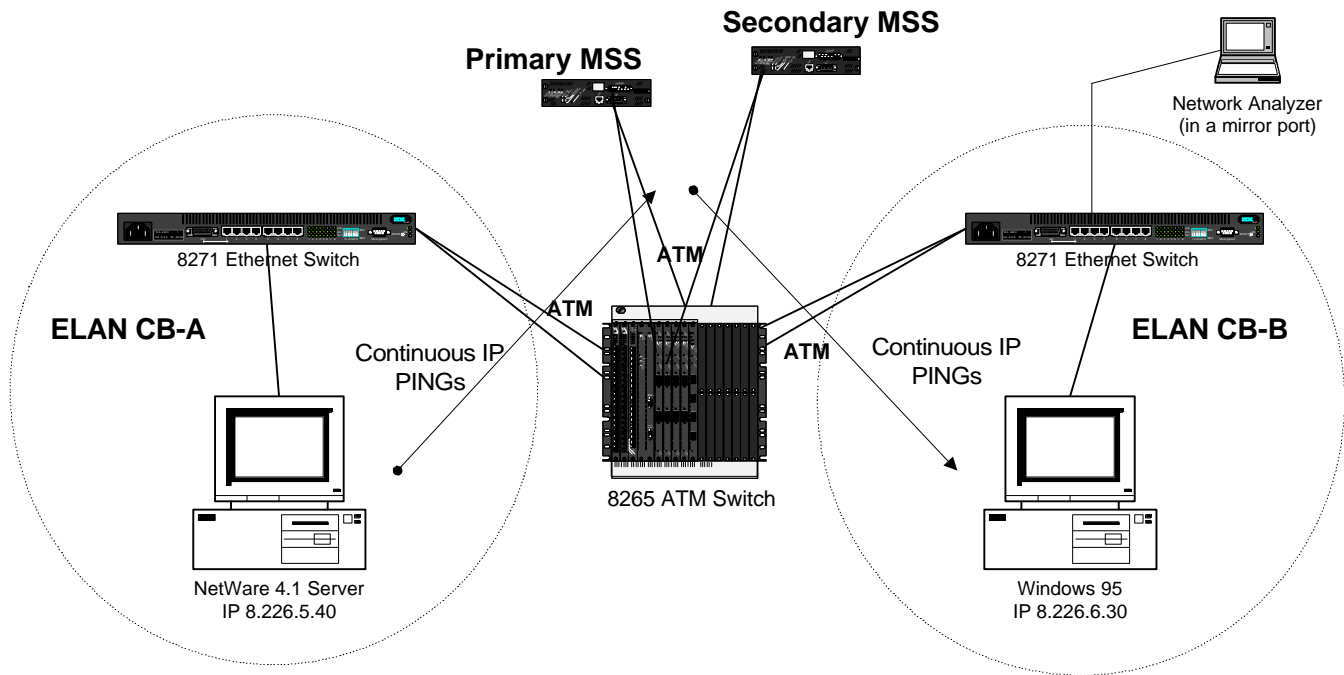 Secondary MSS
Primary MSS
Network Analyzer
(in a mirror port)
8271 Ethernet Switch
8271 Ethernet Switch
ATM
ATM
ATM
ELAN CB-A
ELAN CB-B
Continuous IP
PINGs
Continuous IP
PINGs
8265 ATM Switch
NetWare 4.1 Server
IP 8.226.5.40
Windows 95
IP 8.226.6.30